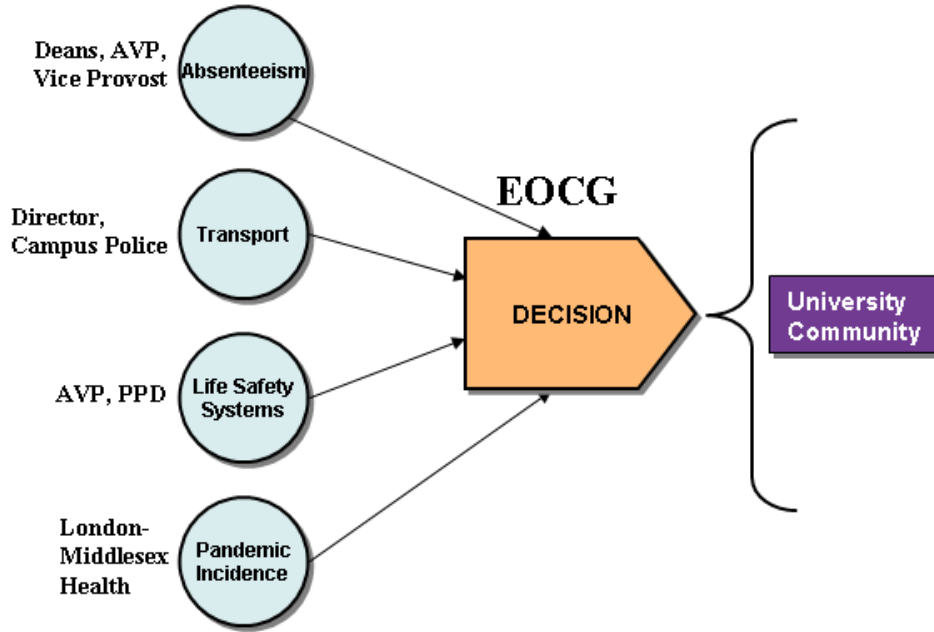 Deans, AVP,
Vice Provost
Absenteeism
EOCG
Director,
Campus Police
Transport
DECISION
University
Community
AVP, PPD
Life Safety
Systems
London-
Middlesex
Health
Pandemic
Incidence